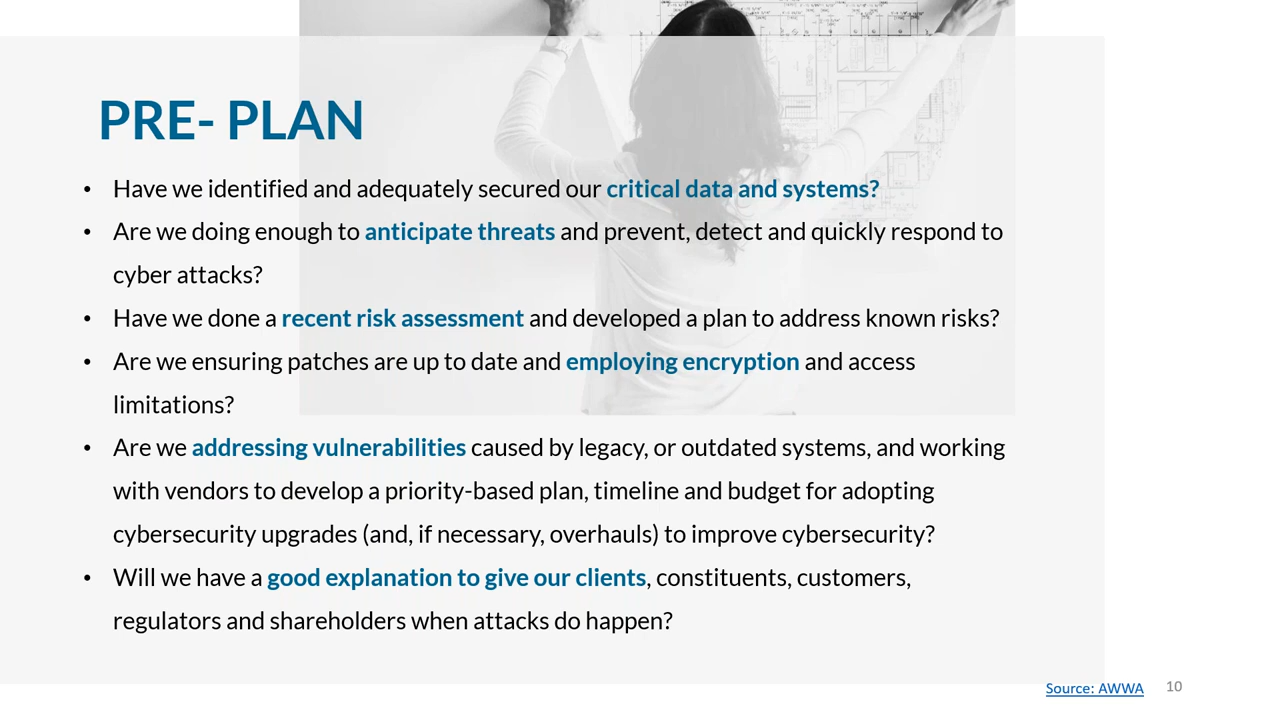 PRE- PLAN
• Have we identified and adequately secured our critical data and systems?
• Are we doing enough to anticipate threats and prevent, detect and quickly respond to
cyber attacks?
• Have we done a recent risk assessment and developed a plan to address known risks?
• Are we ensuring patches are up to date and employing encryption and access
limitations?
• Are we addressing vulnerabilities caused by legacy, or outdated systems, and working
with vendors to develop a priority-based plan, timeline and budget for adopting
cybersecurity upgrades (and, if necessary, overhauls) to improve cybersecurity?
• Will we have a good explanation to give our clients, constituents, customers,
regulators and shareholders when attacks do happen?
Source: AWWA 10